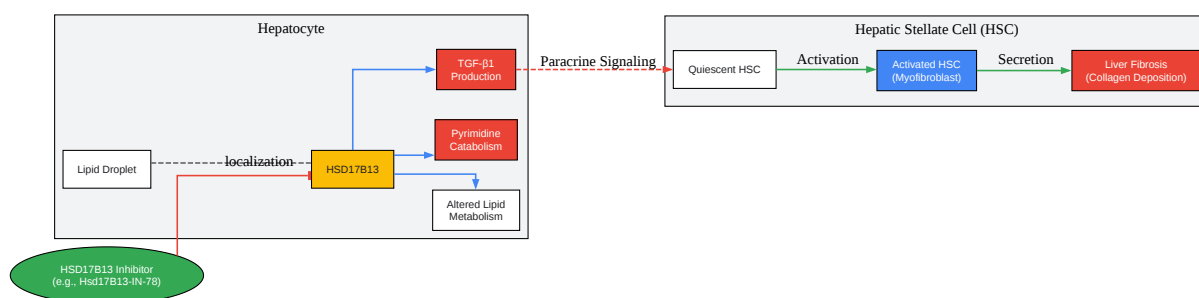 Hepatocyte
Hepatic Stellate Cell (HSC)
TGF-β1
Production
Paracrine Signaling
Quiescent HSC
Activation
Activated HSC
(Myofibroblast)
Secretion
Liver Fibrosis
(Collagen Deposition)
Pyrimidine
Catabolism
Lipid Droplet
localization
HSD17B13
Altered Lipid
Metabolism
HSD17B13 Inhibitor
(e.g., Hsd17B13-IN-78)